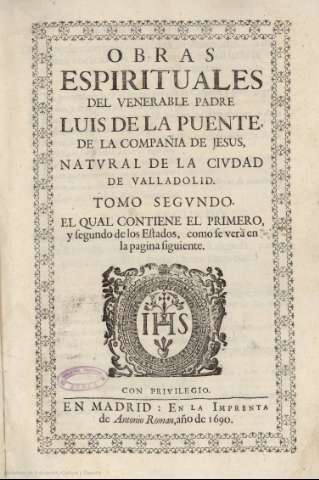 OBRAS
ESPIRITUALES
DEL VENERABLE PADRE
LUIS DE LA PUENTE,
DE LA COMPAÑIA DE JESUS,
NATVRAL DE LA CIVDAD
DE VALLADOLID.
TOMO SEGVNDO.
EL QUAL CONTIENE EL PRIMERO,
y segundo de los Estados, como se verà en
la pagina siguiente.
IHS
CON PRIVILEGIO.
EN MADRID: EN LA IMPRENTA
de Antonio Roman, año de 1690.